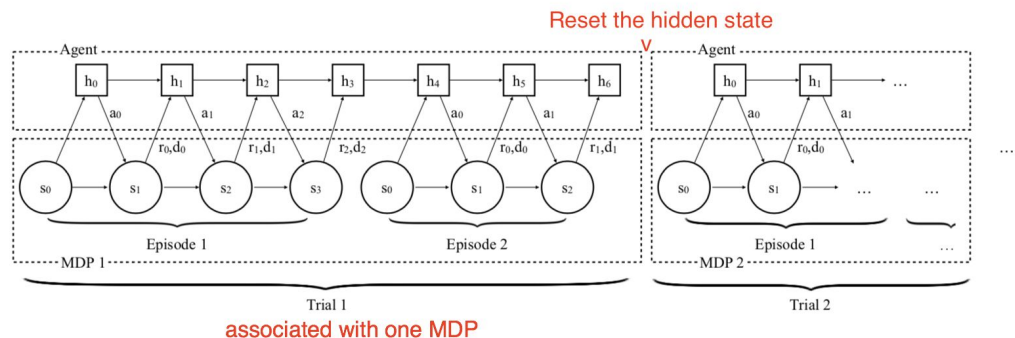 Reset the hidden state
v
Agent Agent
h₀ h₁ h₂ h₃ h₄ h₅ h₆ h₀ h₁ ...
a₀ a₁ a₂ a₀ a₁ a₀ a₁
r₀,d₀ r₁,d₁ r₂,d₂ r₀,d₀ r₁,d₁ r₀,d₀
...
s₀ s₁ s₂ s₃ s₀ s₁ s₂ s₀ s₁ ... ...
Episode 1 Episode 2 Episode 1 ...
MDP 1 MDP 2
Trial 1 Trial 2
associated with one MDP